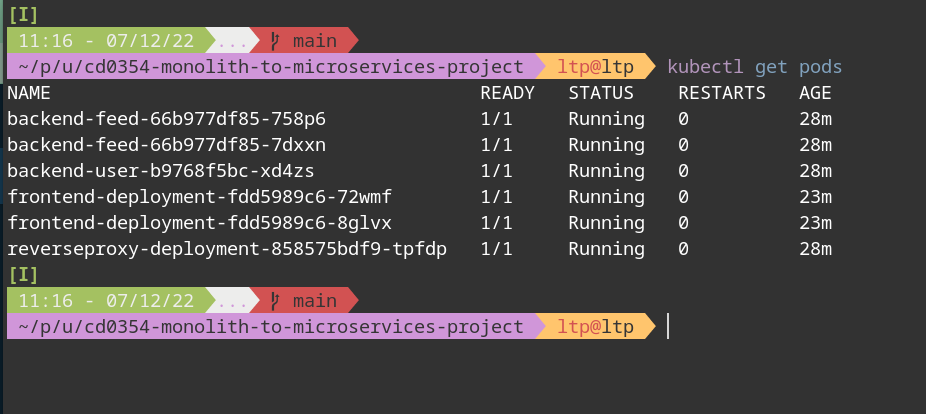 [I]
11:16 - 07/12/22 ... main
~/p/u/cd0354-monolith-to-microservices-project ltp@ltp kubectl get pods
NAME READY STATUS RESTARTS AGE
backend-feed-66b977df85-758p6 1/1 Running 0 28m
backend-feed-66b977df85-7dxxn 1/1 Running 0 28m
backend-user-b9768f5bc-xd4zs 1/1 Running 0 28m
frontend-deployment-fdd5989c6-72wmf 1/1 Running 0 23m
frontend-deployment-fdd5989c6-8glvx 1/1 Running 0 23m
reverseproxy-deployment-858575bdf9-tpfdp 1/1 Running 0 28m
[I]
11:16 - 07/12/22 ... main
~/p/u/cd0354-monolith-to-microservices-project ltp@ltp